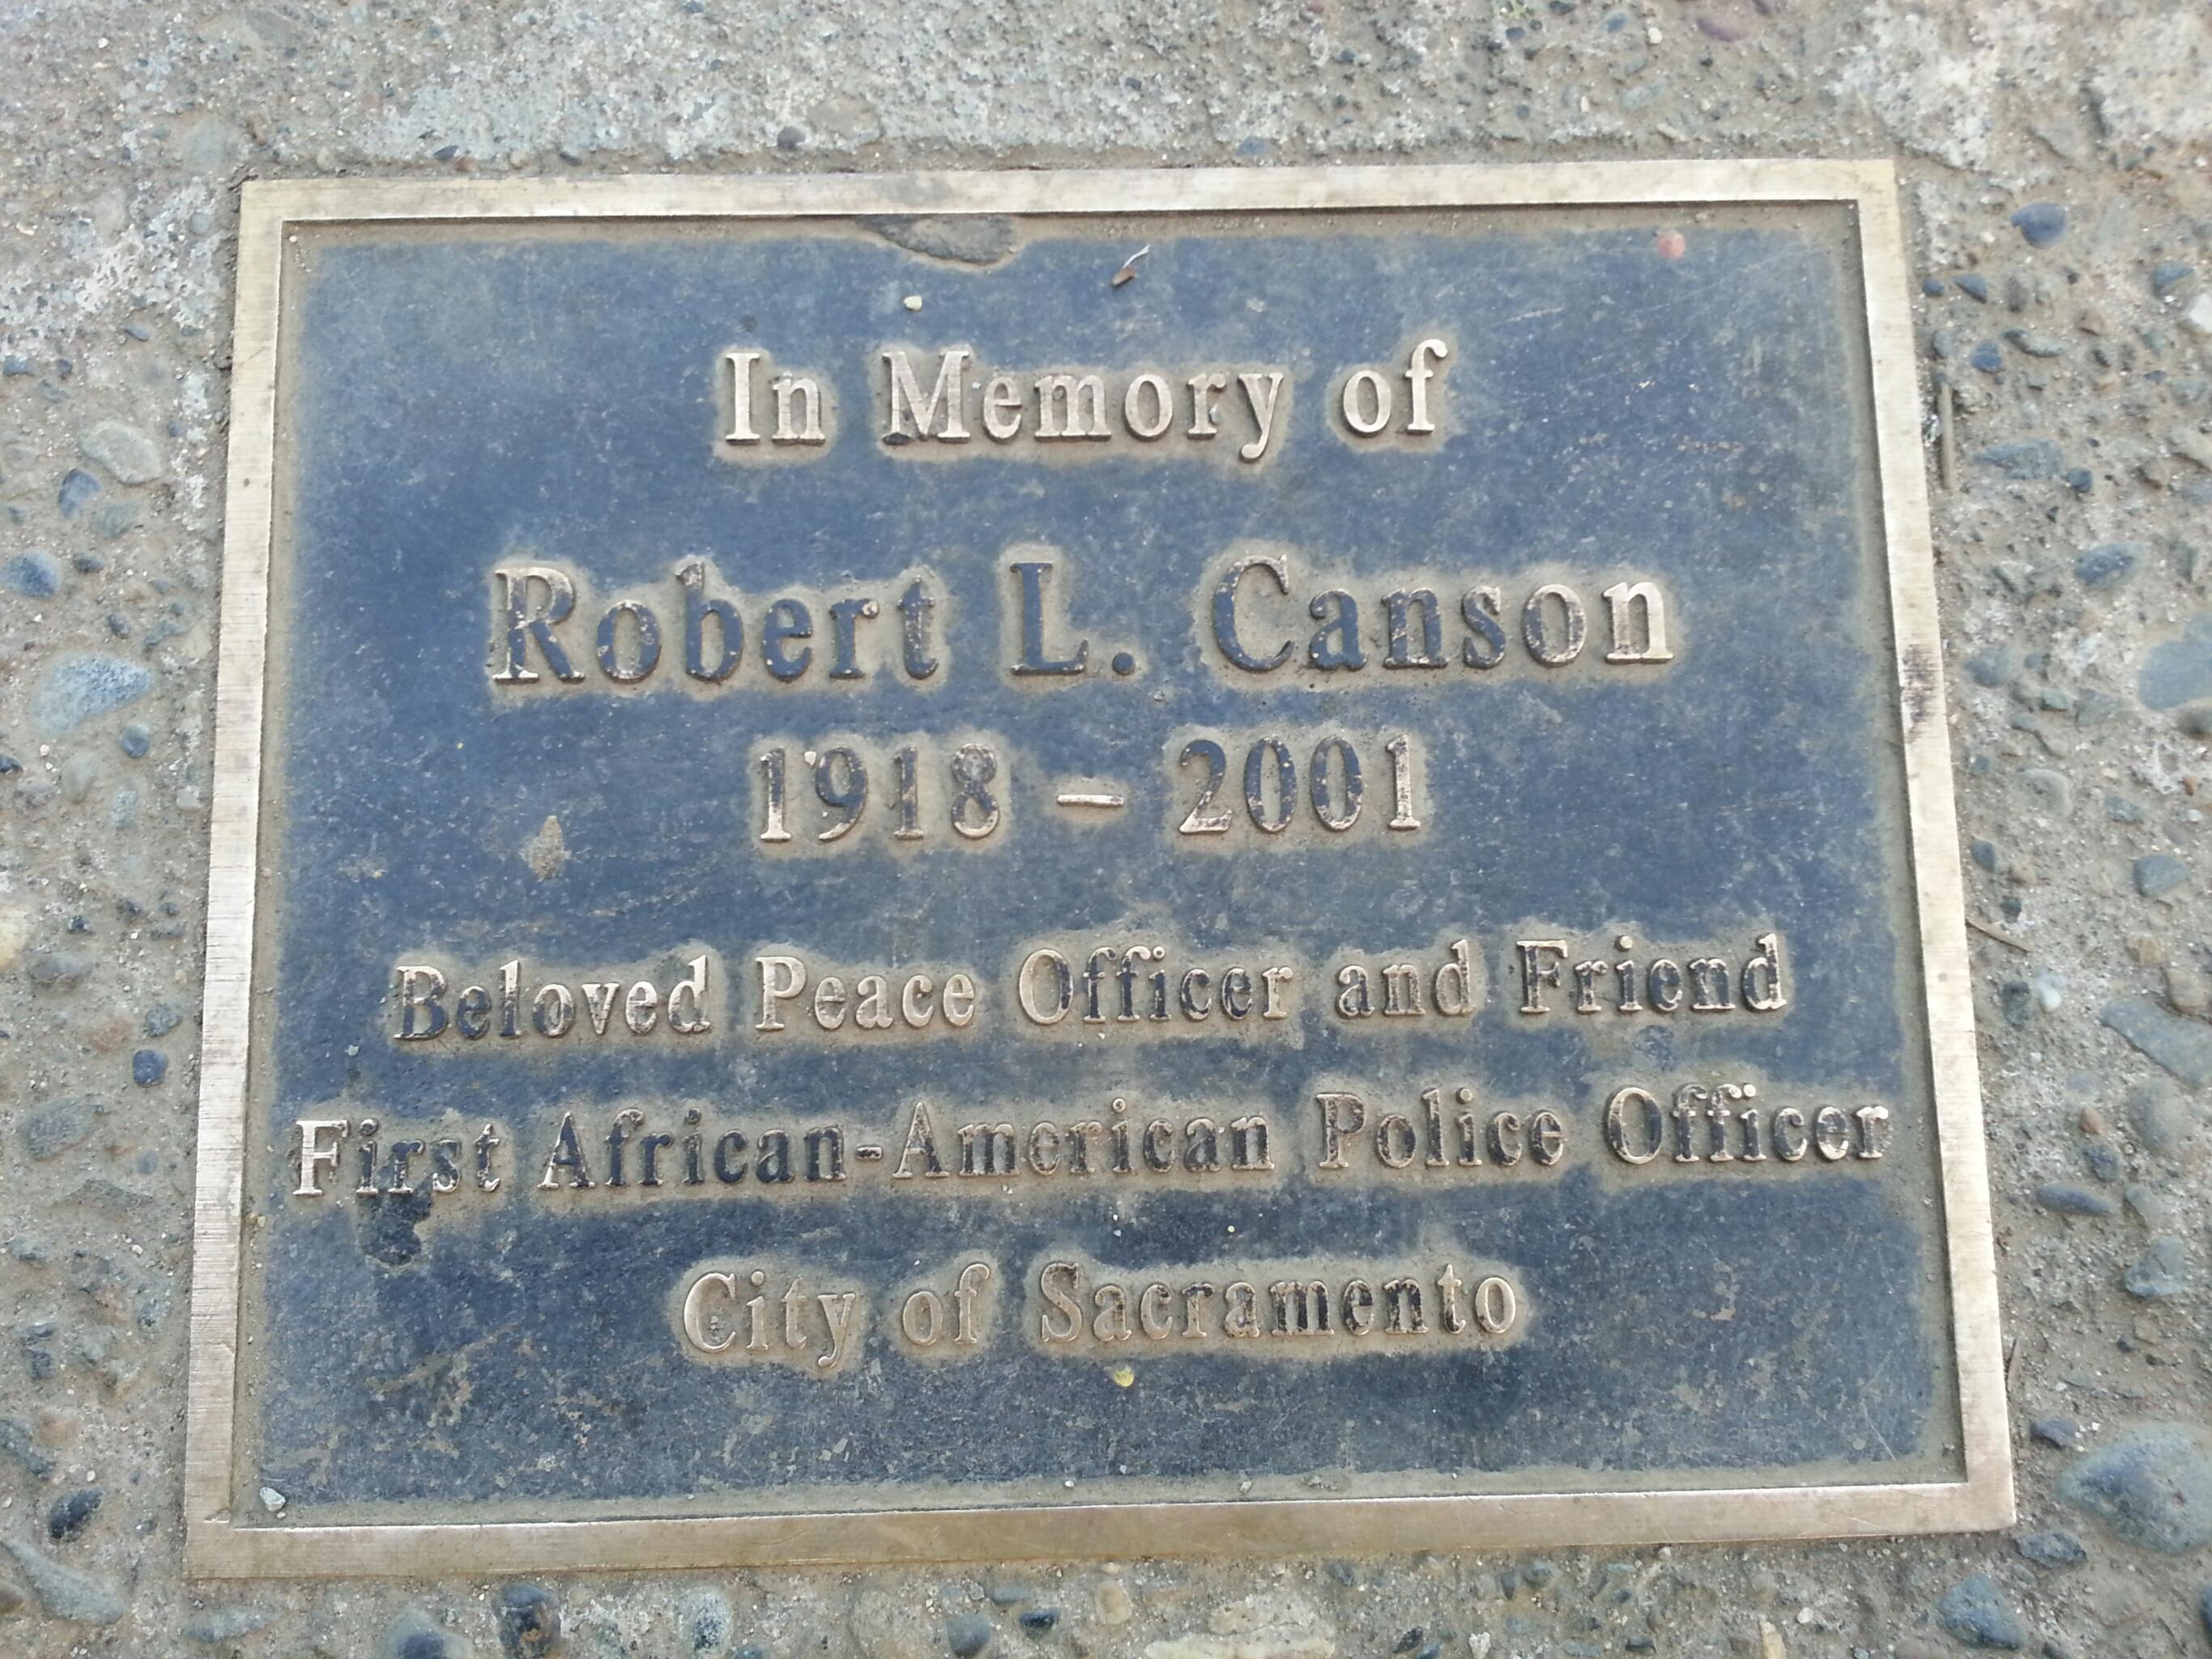 In Memory of
Robert L. Canson
1918 - 2001
Beloved Peace Officer and Friend
First African-American Police Officer
City of Sacramento